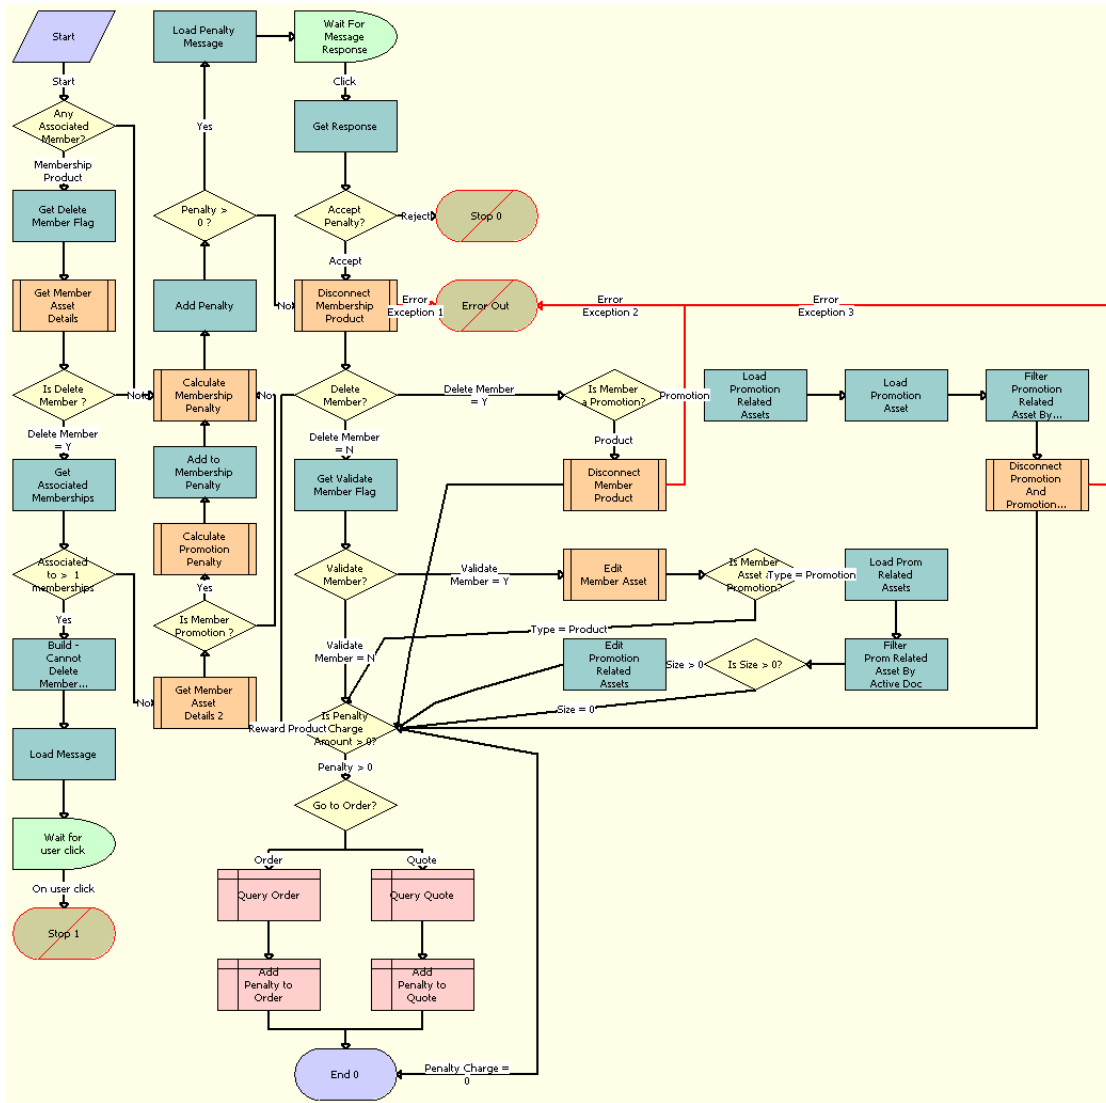 Start
Start
Any
Associated
Member?
Membership
Product
Get Delete
Member Flag
Get Member
Asset
Details
Is Delete
Member ?
Delete Member
= Y
Get
Associated
Memberships
Associated
to > 1
memberships
Yes
Build -
Cannot
Delete
Member...
Load Message
Wait for
user click
On user click
Stop 1
Load Penalty
Message
Yes
Penalty >
0 ?
No
Add Penalty
Calculate
Membership
Penalty
No
Add to
Membership
Penalty
Calculate
Promotion
Penalty
Yes
Is Member
Promotion ?
Get Member
Asset
Details 2
No
Wait For
Message
Response
Click
Get Response
Accept
Penalty?
Reject
Stop 0
Accept
Disconnect
Membership
Product
Error
Exception 1
Error Out
Error
Exception 2
Error
Exception 3
Delete
Member?
Delete Member
= Y
Delete Member
= N
Is Member
a Promotion?
Promotion
Product
Load
Promotion
Related
Assets
Load
Promotion
Asset
Filter
Promotion
Related
Asset By...
Disconnect
Member
Product
Disconnect
Promotion
And
Promotion...
Get Validate
Member Flag
Validate
Member?
Validate
Member = Y
Validate
Member = N
Edit
Member Asset
Is Member
Asset
Promotion?
Type = Promotion
Type = Product
Load Prom
Related
Assets
Filter
Prom Related
Asset By
Active Doc
Is Size > 0?
Size > 0
Size = 0
Edit
Promotion
Related
Assets
Reward Product
Is Penalty
Charge
Amount > 0?
Penalty > 0
Go to Order?
Order
Quote
Query Order
Query Quote
Add
Penalty to
Order
Add
Penalty to
Quote
End 0
Penalty Charge =
0